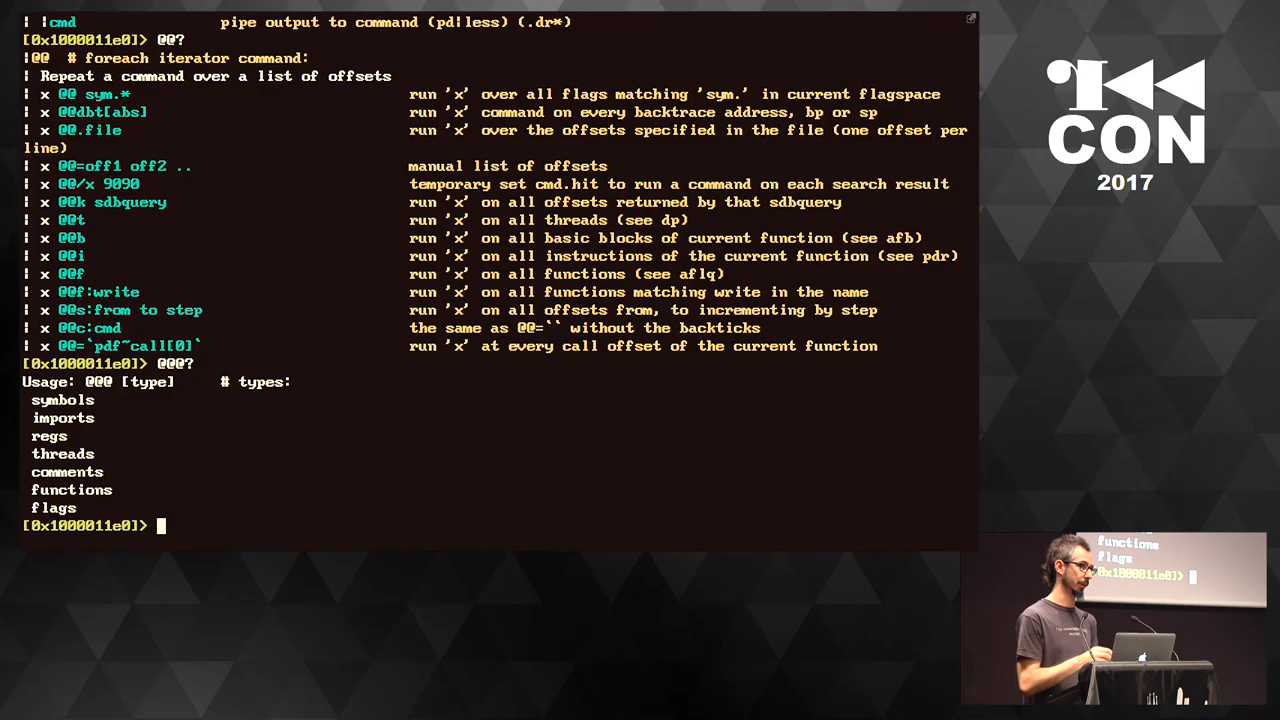 | |cmd                pipe output to command (pd|less) (.dr*)
[0x1000011e0]> @@?
|@@  # foreach iterator command:
| Repeat a command over a list of offsets
| x @@ sym.*                               run 'x' over all flags matching 'sym.' in current flagspace
| x @@dbt[abs]                             run 'x' command on every backtrace address, bp or sp
| x @@.file                                run 'x' over the offsets specified in the file (one offset per
line)
| x @@=off1 off2 ..                        manual list of offsets
| x @@/x 9090                              temporary set cmd.hit to run a command on each search result
| x @@k sdbquery                           run 'x' on all offsets returned by that sdbquery
| x @@t                                    run 'x' on all threads (see dp)
| x @@b                                    run 'x' on all basic blocks of current function (see afb)
| x @@i                                    run 'x' on all instructions of the current function (see pdr)
| x @@f                                    run 'x' on all functions (see aflq)
| x @@f:write                              run 'x' on all functions matching write in the name
| x @@s:from to step                       run 'x' on all offsets from, to incrementing by step
| x @@c:cmd                                the same as @@=`` without the backticks
| x @@=`pdf~call[0]`                       run 'x' at every call offset of the current function
[0x1000011e0]> @@@?
Usage: @@@ [type]     # types:
symbols
imports
regs
threads
comments
functions
flags
[0x1000011e0]>
CON
2017
functions
flags
0x1000011e0]>